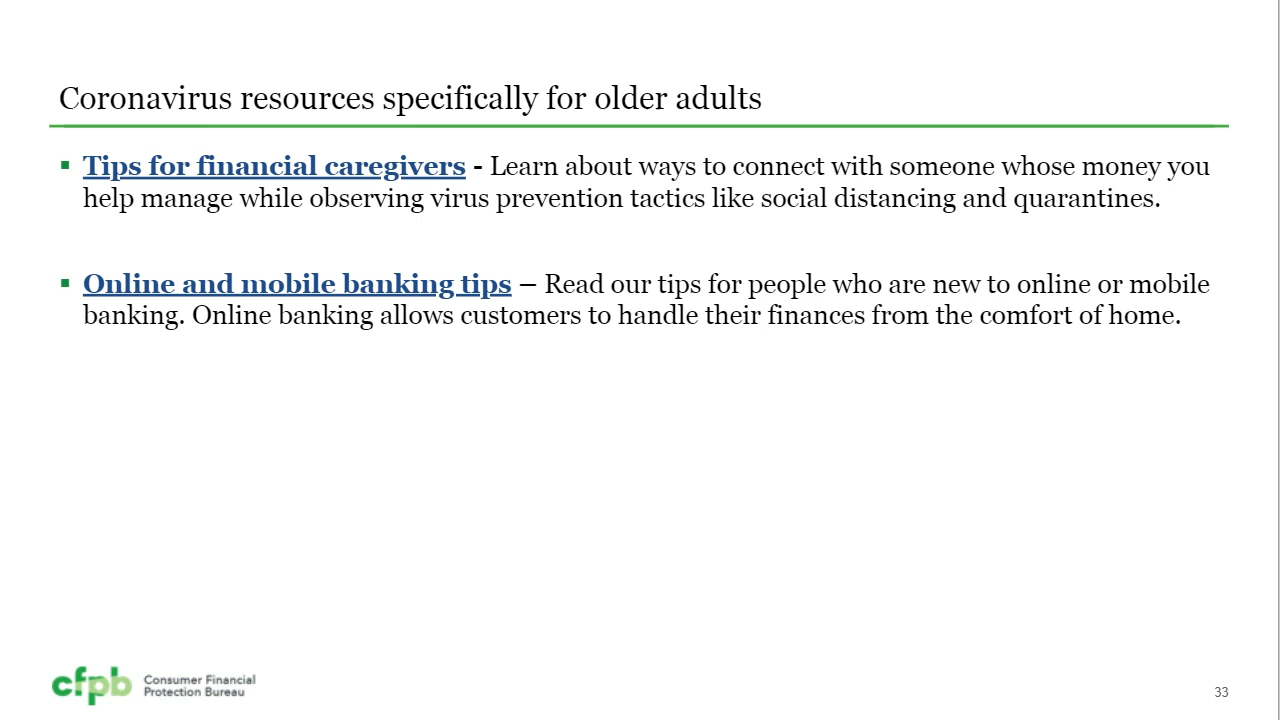 Coronavirus resources specifically for older adults
▪ Tips for financial caregivers - Learn about ways to connect with someone whose money you
help manage while observing virus prevention tactics like social distancing and quarantines.
▪ Online and mobile banking tips – Read our tips for people who are new to online or mobile
banking. Online banking allows customers to handle their finances from the comfort of home.
cfpb Consumer Financial
Protection Bureau
33